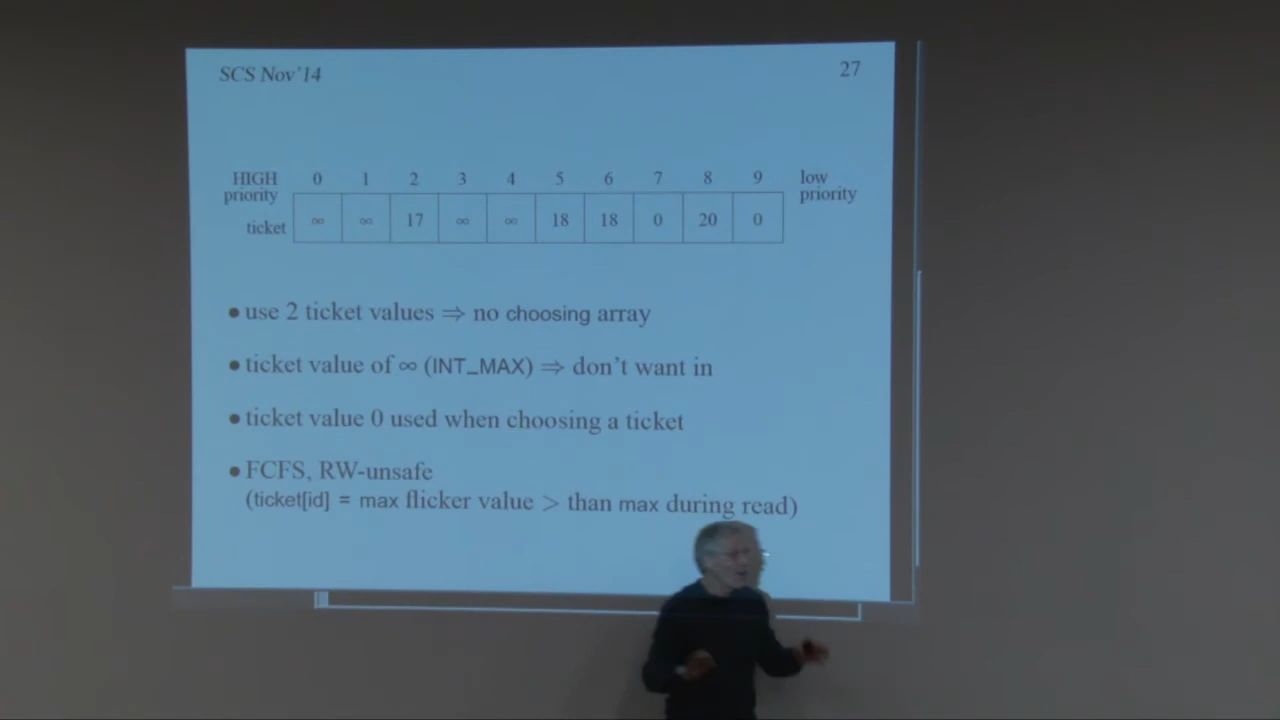 SCS Nov'14 27
HIGH 0 1 2 3 4 5 6 7 8 9 low
priority priority
ticket ∞ ∞ 17 ∞ ∞ 18 18 0 20 0
• use 2 ticket values ⇒ no choosing array
• ticket value of ∞ (INT_MAX) ⇒ don't want in
• ticket value 0 used when choosing a ticket
• FCFS, RW-unsafe
(ticket[id] = max flicker value > than max during read)